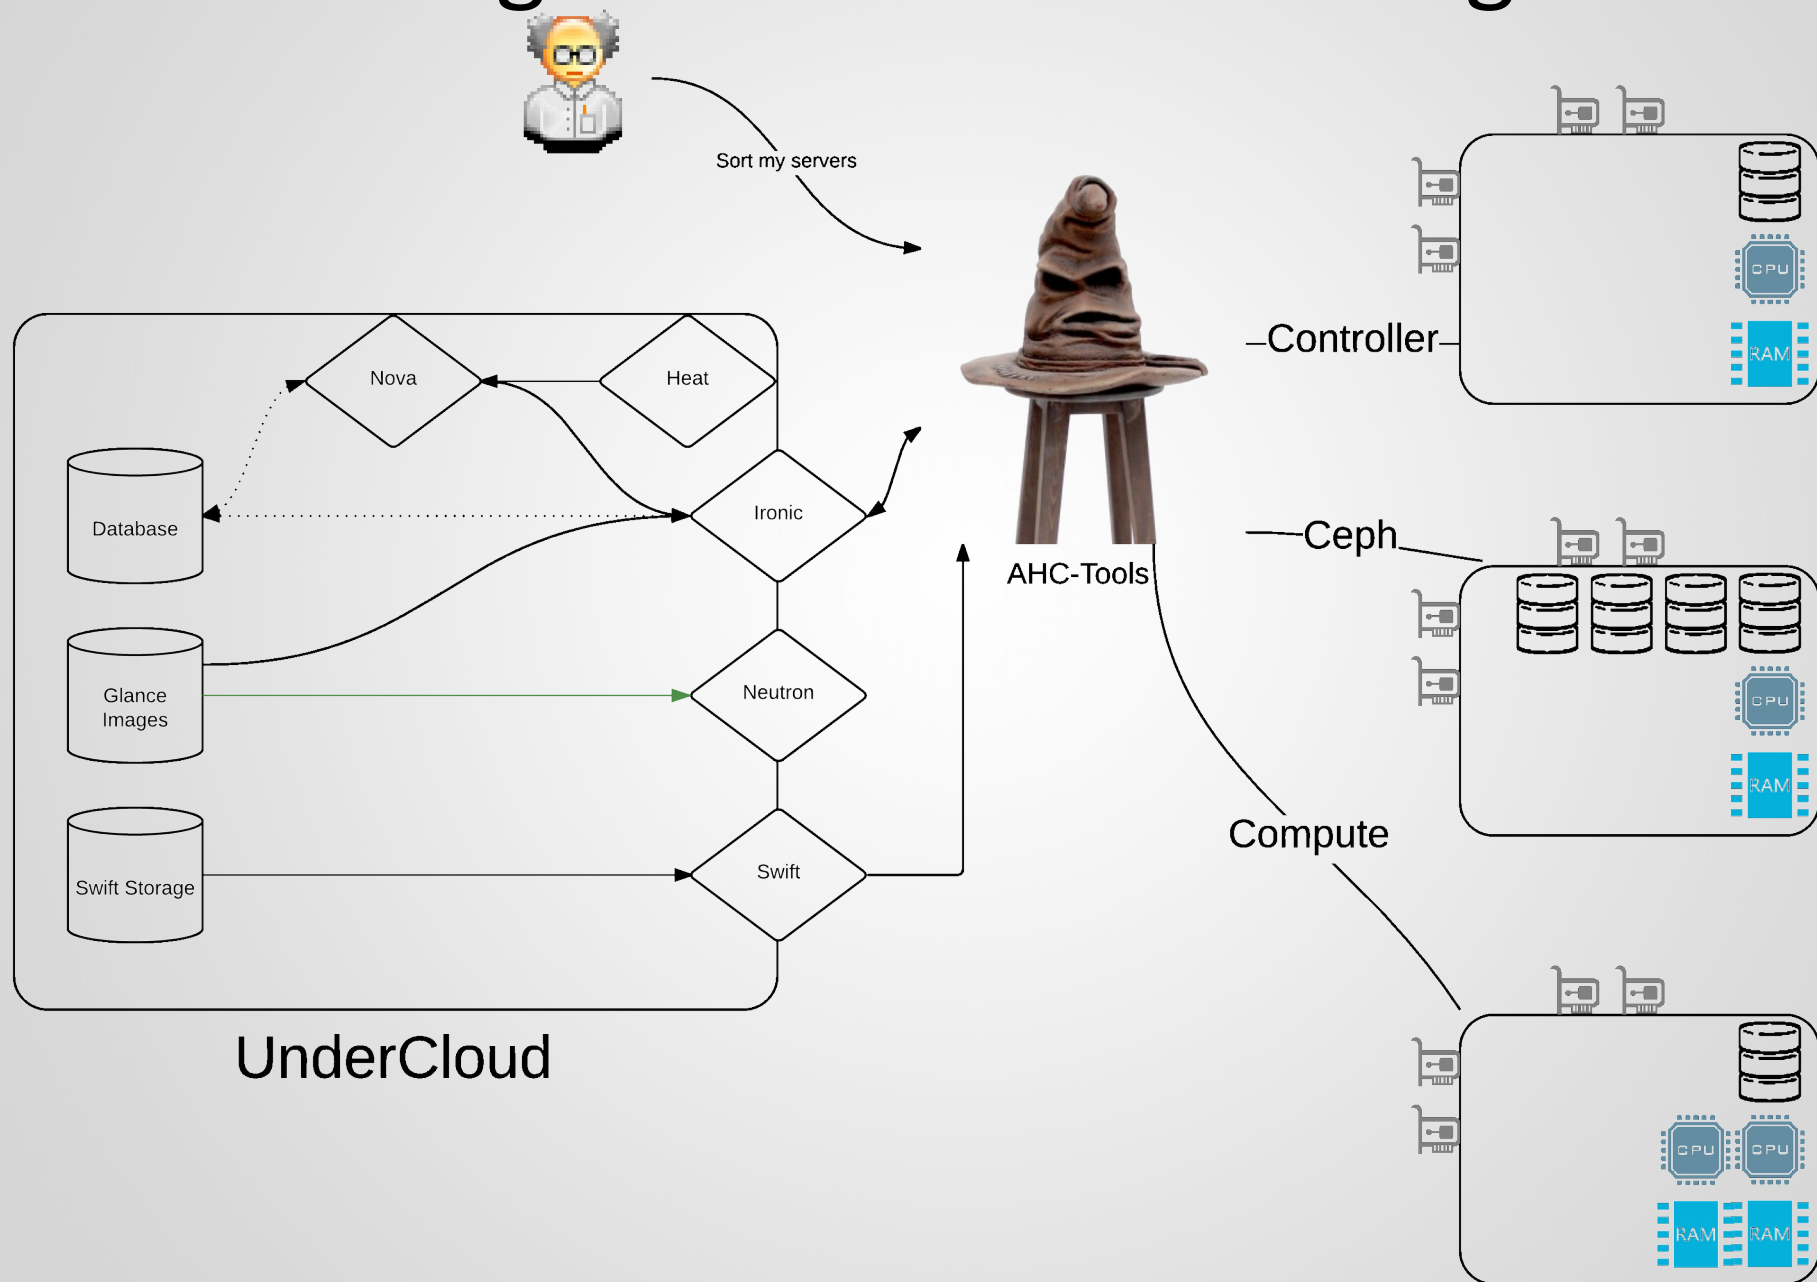 Sort my servers
Nova
Heat
Database
Ironic
Glance
Images
Neutron
Swift Storage
Swift
UnderCloud
AHC-Tools
Controller
CPU
RAM
Ceph
CPU
RAM
Compute
CPU
CPU
RAM
RAM